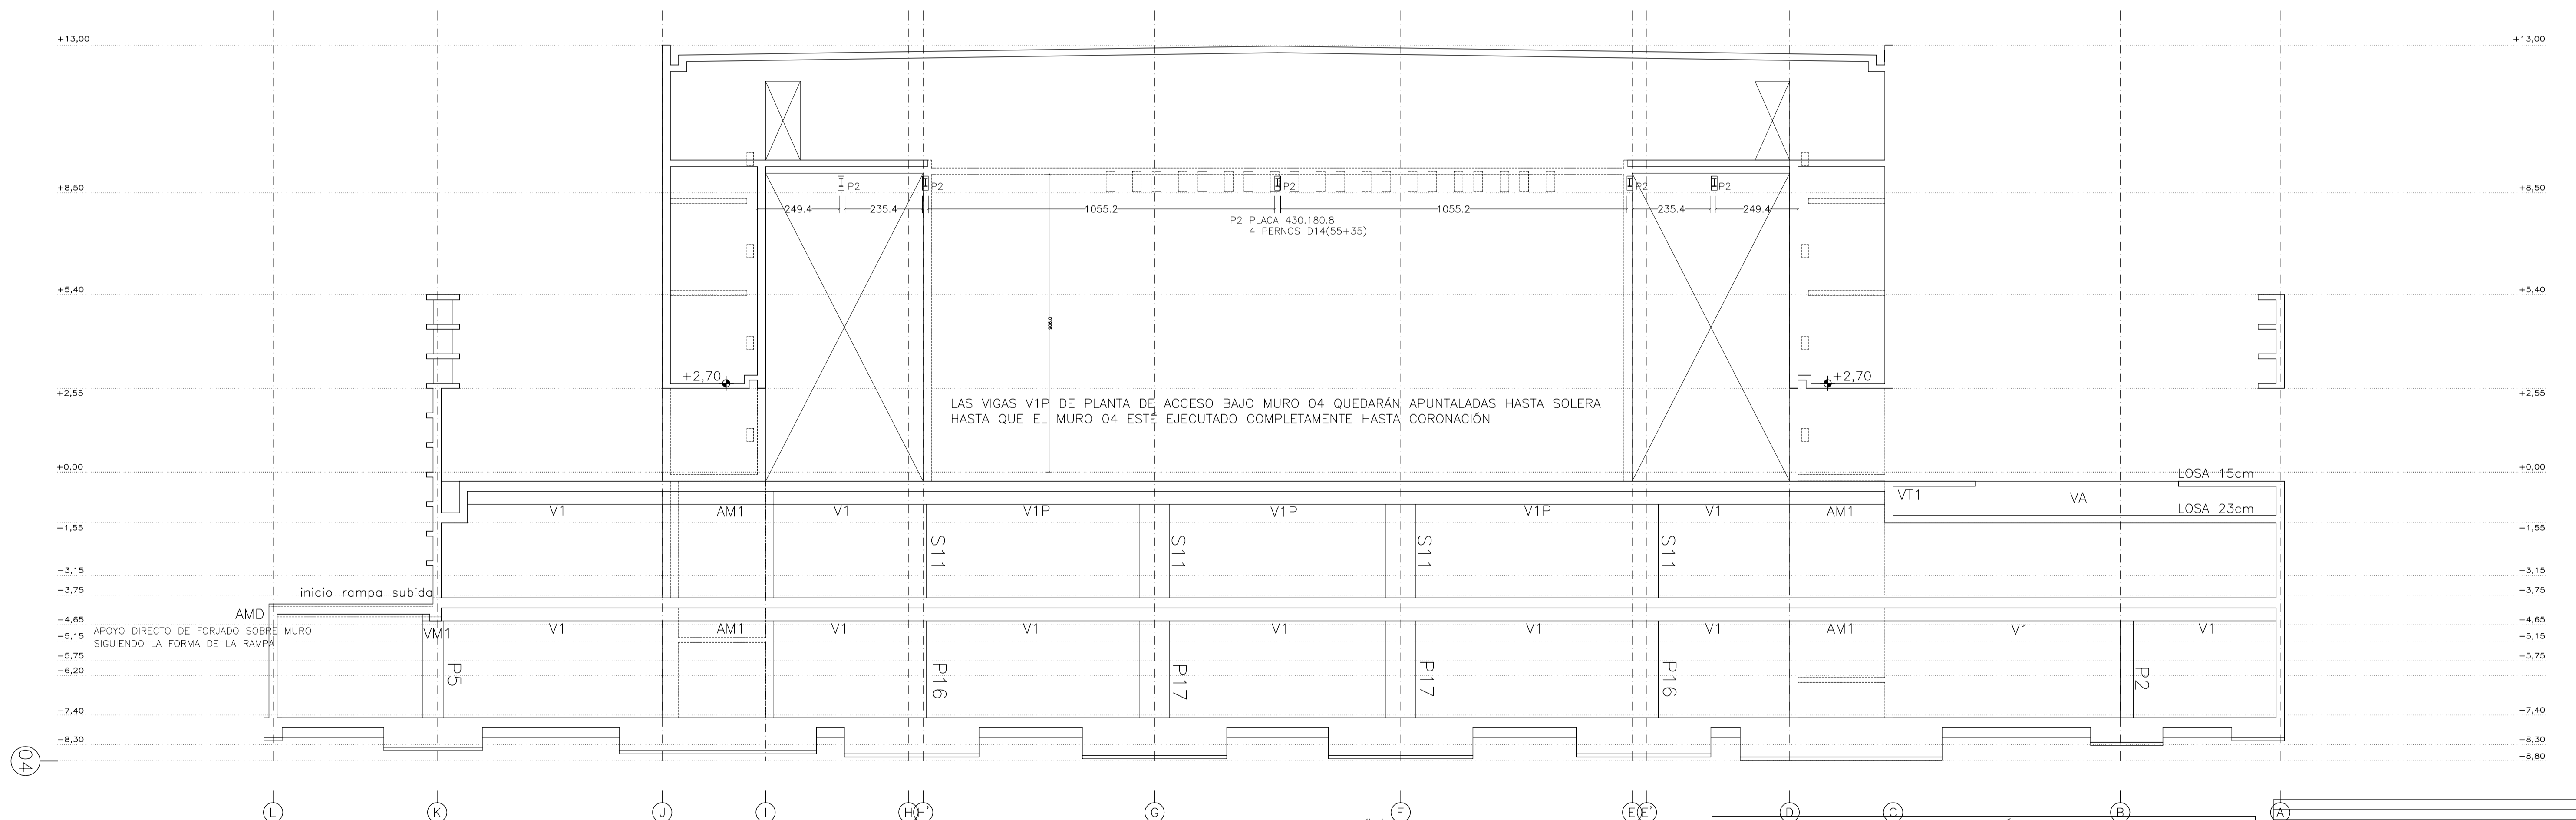 +13,00
+13,00
+8,50
+8,50
P2
P2
P2
P2
P2
249.4
235.4
1055.2
1055.2
235.4
249.4
P2 PLACA 430.180.8
4 PERNOS D14(55+35)
+5,40
+5,40
+2,70
+2,70
+2,55
+2,55
LAS VIGAS V1P DE PLANTA DE ACCESO BAJO MURO 04 QUEDARÁN APUNTALADAS HASTA SOLERA
HASTA QUE EL MURO 04 ESTÉ EJECUTADO COMPLETAMENTE HASTA CORONACIÓN
+0,00
+0,00
LOSA 15cm
VT1
VA
LOSA 23cm
V1
AM1
V1
V1P
V1P
V1P
V1
AM1
-1,55
-1,55
S11
S11
S11
S11
-3,15
-3,15
-3,75
-3,75
inicio rampa subida
AMD
APOYO DIRECTO DE FORJADO SOBRE MURO
SIGUIENDO LA FORMA DE LA RAMPA
-4,65
-4,65
-5,15
-5,15
VM1
V1
AM1
V1
V1
V1
V1
V1
AM1
V1
V1
-5,75
-5,75
-6,20
P5
P16
P17
P17
P16
P2
-7,40
-7,40
-8,30
-8,30
-8,80
04
L
K
J
I
H
H'
G
F
E
E'
D
C
B
A